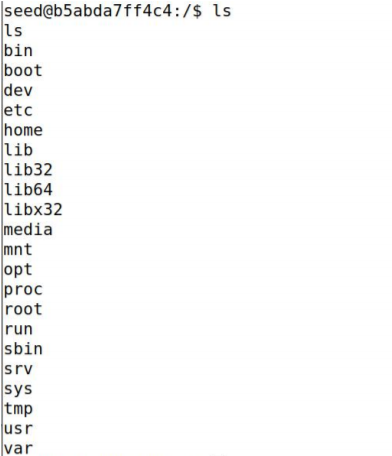 seed@b5abda7ff4c4:/$ ls
ls
bin
boot
dev
etc
home
lib
lib32
lib64
libx32
media
mnt
opt
proc
root
run
sbin
srv
sys
tmp
usr
var